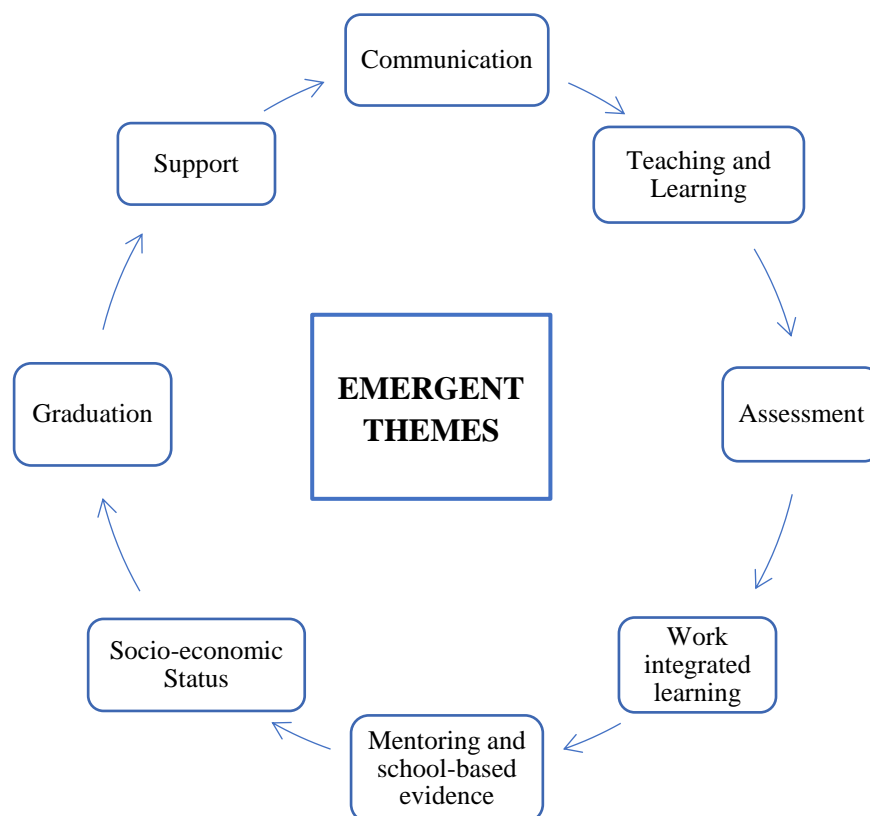 Communication
Teaching and
Learning
Assessment
Work
integrated
learning
Mentoring and
school-based
evidence
Socio-economic
Status
Graduation
Support
EMERGENT
THEMES